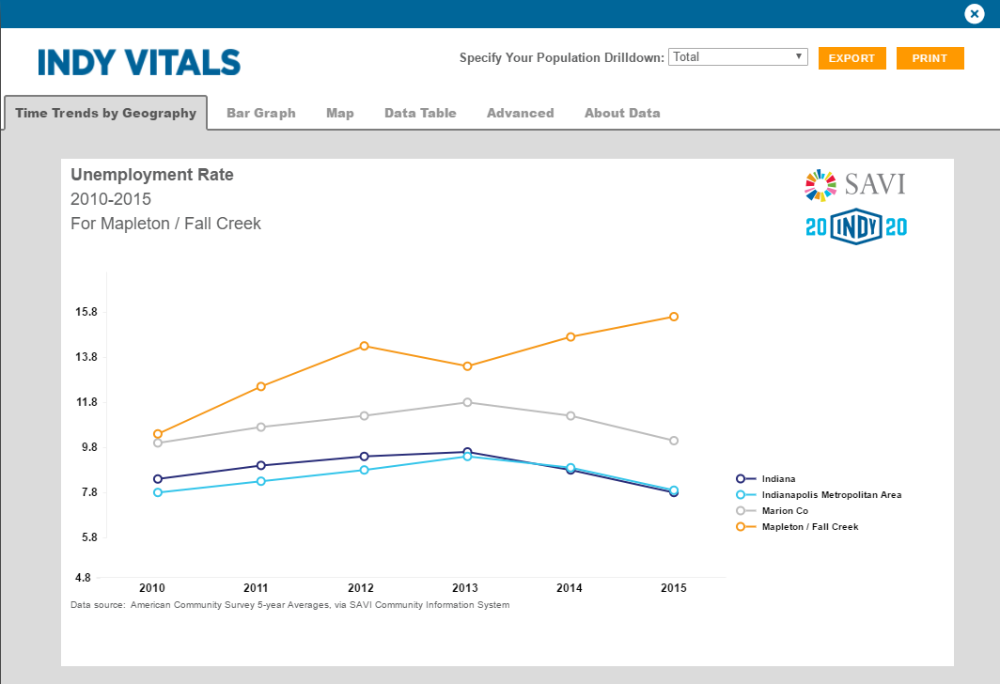 INDY VITALS
Specify Your Population Drilldown: Total
EXPORT
PRINT
Time Trends by Geography
Bar Graph
Map
Data Table
Advanced
About Data
Unemployment Rate
2010-2015
For Mapleton / Fall Creek
SAVI
20 INDY 20
15.8
13.8
11.8
9.8
7.8
5.8
4.8
Indiana
Indianapolis Metropolitan Area
Marion Co
Mapleton / Fall Creek
2010 2011 2012 2013 2014 2015
Data source: American Community Survey 5-year Averages, via SAVI Community Information System